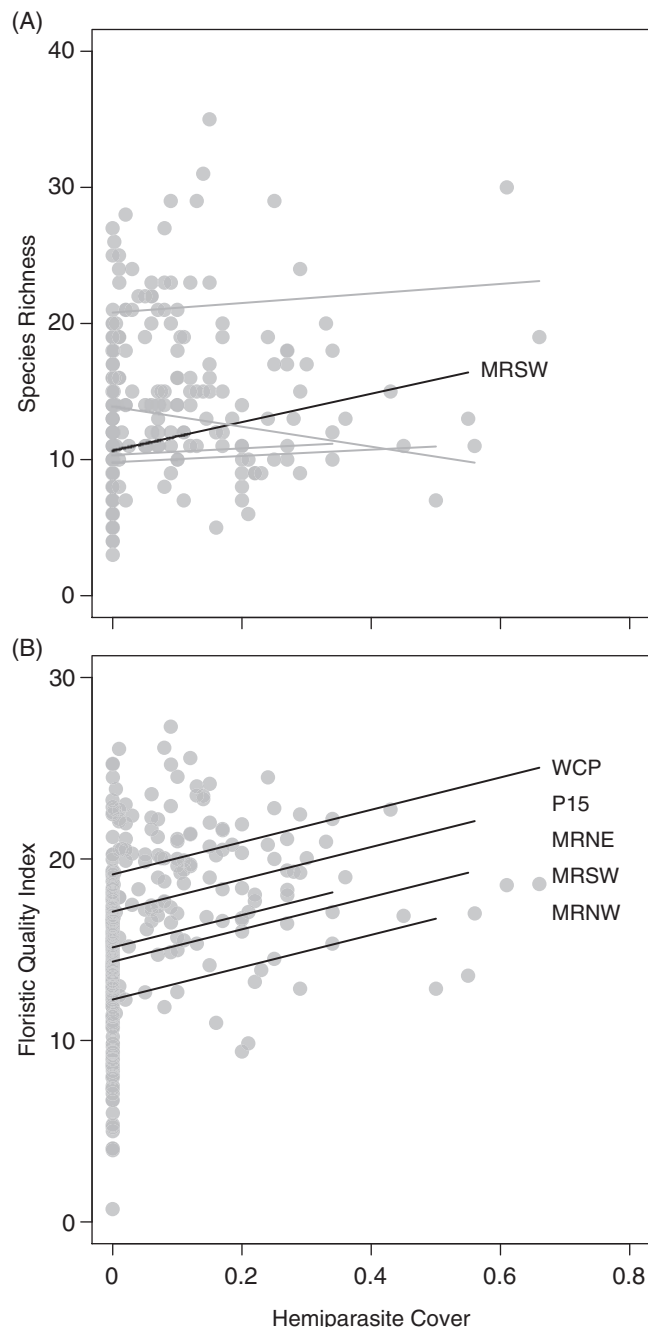 (A)
40
30
20
10
0
Species Richness
MRSW
(B)
30
20
10
0
Floristic Quality Index
WCP
P15
MRNE
MRSW
MRNW
0 0.2 0.4 0.6 0.8
Hemiparasite Cover